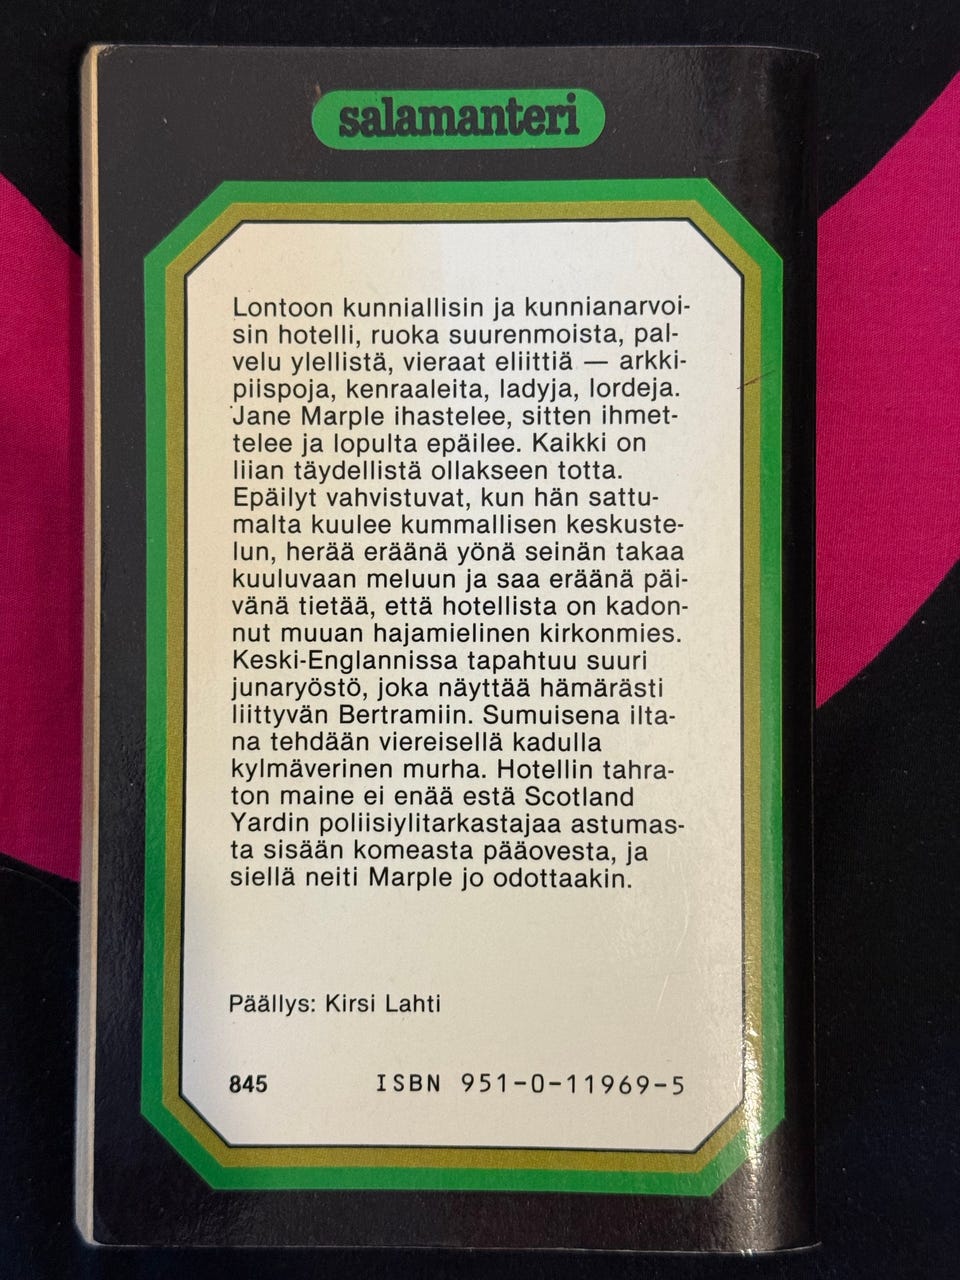 salamanteri
Lontoon kunniallisin ja kunnianarvoi-
sin hotelli, ruoka suurenmoista, pal-
velu ylellistä, vieraat eliittiä — arkki-
piispoja, kenraaleita, ladyja, lordeja.
Jane Marple ihastelee, sitten ihmet-
telee ja lopulta epäilee. Kaikki on
liian täydellistä ollakseen totta.
Epäilyt vahvistuvat, kun hän sattu-
malta kuulee kummallisen keskuste-
lun, herää eräänä yönä seinän takaa
kuuluvaan meluun ja saa eräänä päi-
vänä tietää, että hotellista on kadon-
nut muuan hajamielinen kirkonmies.
Keski-Englannissa tapahtuu suuri
junaryöstö, joka näyttää hämärästi
liittyvän Bertramiin. Sumuisena ilta-
na tehdään viereisellä kadulla
kylmäverinen murha. Hotellin tahra-
ton maine ei enää estä Scotland
Yardin poliisiylitarkastajaa astumas-
ta sisään komeasta pääovesta, ja
siellä neiti Marple jo odottaakin.
Päällys: Kirsi Lahti
845 ISBN 951-0-11969-5